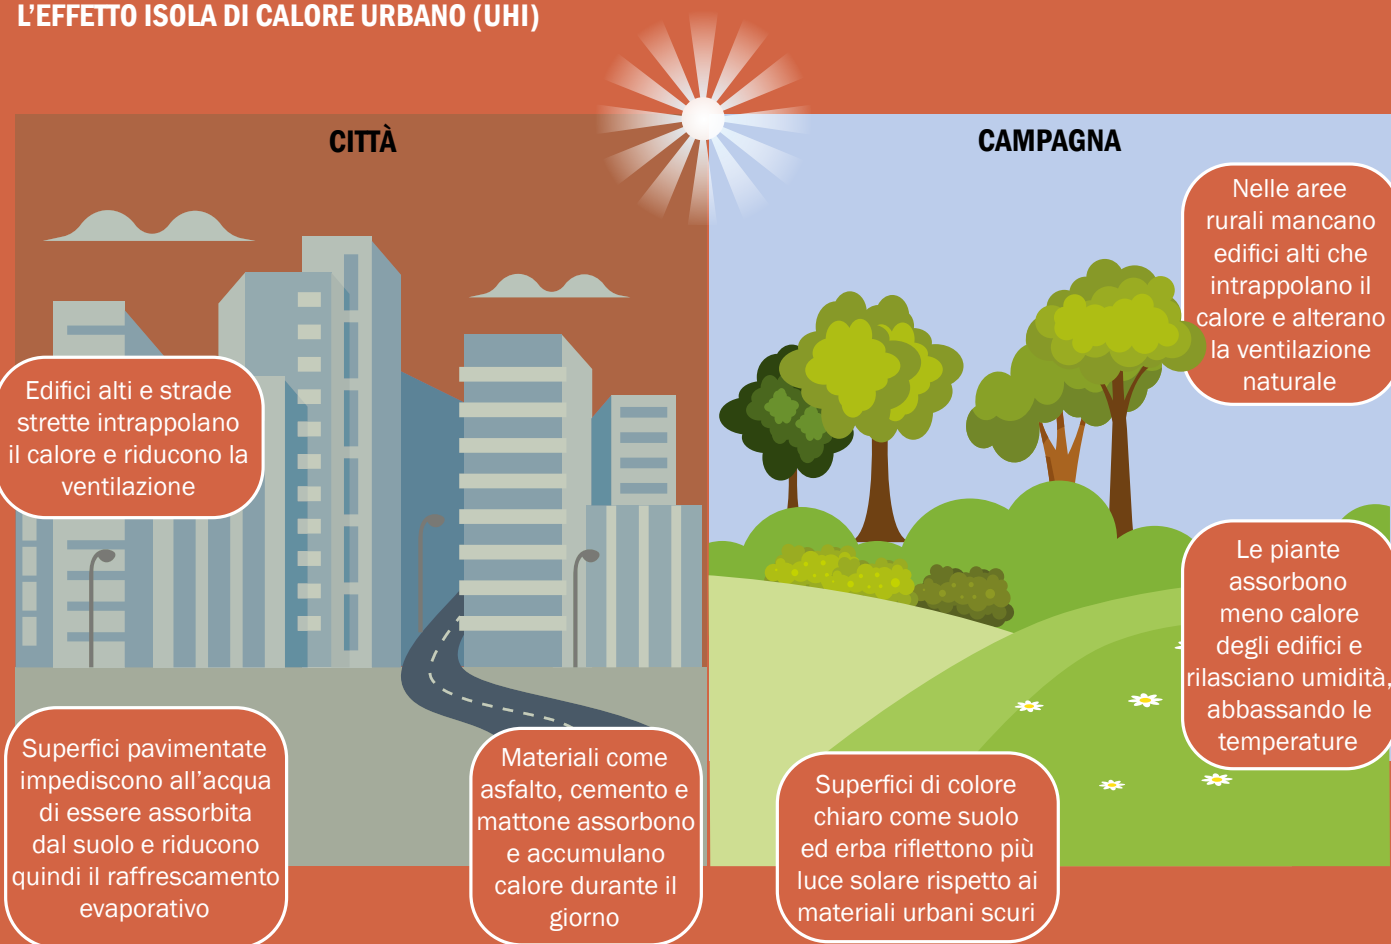 L'EFFETTO ISOLA DI CALORE URBANO (UHI)
CITTÀ
Edifici alti e strade
strette intrappolano
il calore e riducono la
ventilazione
Superfici pavimentate
impediscono all'acqua
di essere assorbita
dal suolo e riducono
quindi il raffrescamento
evaporativo
Materiali come
asfalto, cemento e
mattone assorbono
e accumulano
calore durante il
giorno
CAMPAGNA
Nelle aree
rurali mancano
edifici alti che
intrappolano il
calore e alterano
la ventilazione
naturale
Le piante
assorbono
meno calore
degli edifici e
rilasciano umidità,
abbassando le
temperature
Superfici di colore
chiaro come suolo
ed erba riflettono più
luce solare rispetto ai
materiali urbani scuri